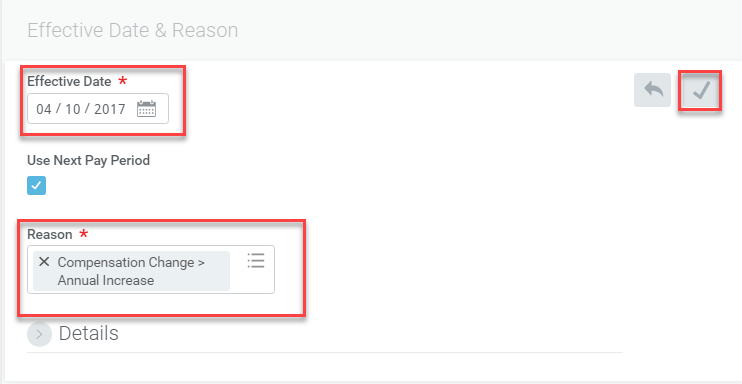 Effective Date & Reason
Effective Date *
04 / 10 / 2017
Use Next Pay Period
Reason *
Compensation Change >
Annual Increase
Details